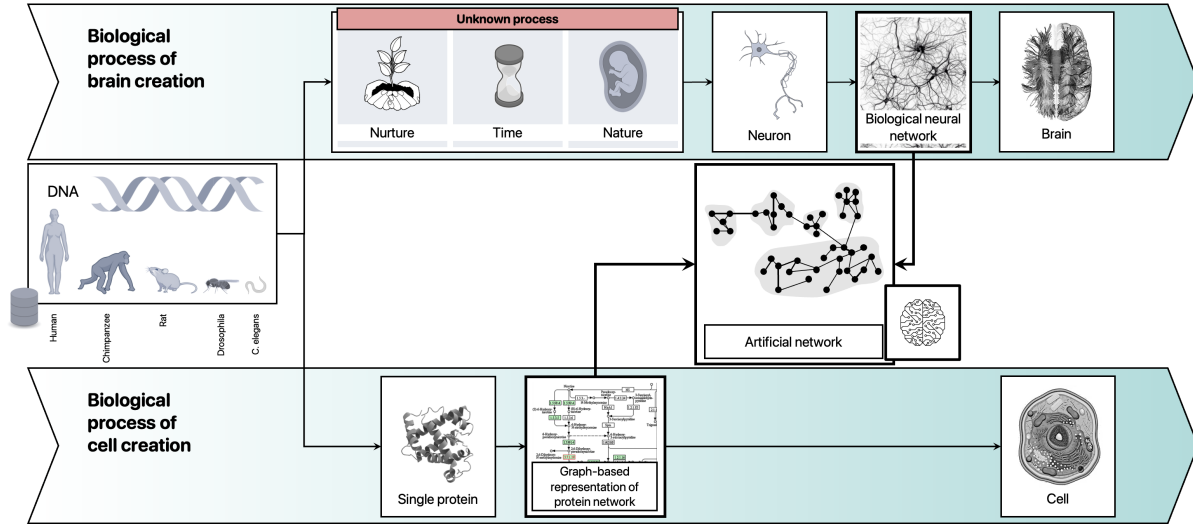 Biological
process of
brain creation
Unknown process
Nurture
Time
Nature
Neuron
Biological neural
network
Brain
DNA
Human
Chimpanzee
Rat
Drosophila
C. elegans
Artificial network
Biological
process of
cell creation
Single protein
Graph-based
representation of
protein network
Cell